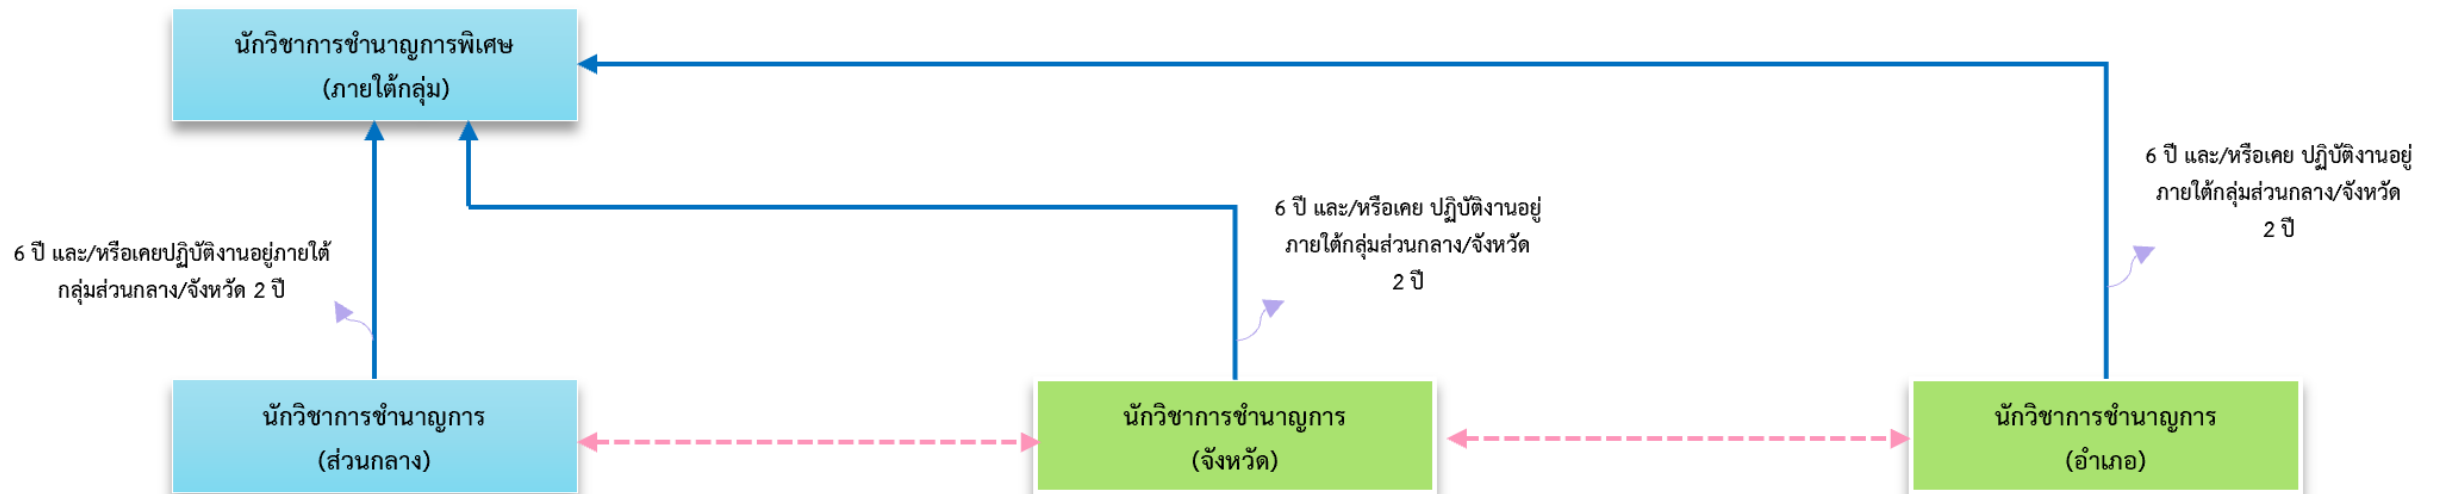 นักวิชาการชำนาญการพิเศษ
(ภายใต้กลุ่ม)
6 ปี และ/หรือเคย ปฏิบัติงานอยู่
ภายใต้กลุ่มส่วนกลาง/จังหวัด
2 ปี
6 ปี และ/หรือเคย ปฏิบัติงานอยู่
ภายใต้กลุ่มส่วนกลาง/จังหวัด
2 ปี
6 ปี และ/หรือเคยปฏิบัติงานอยู่ภายใต้
กลุ่มส่วนกลาง/จังหวัด 2 ปี
นักวิชาการชำนาญการ
(ส่วนกลาง)
นักวิชาการชำนาญการ
(จังหวัด)
นักวิชาการชำนาญการ
(อำเภอ)